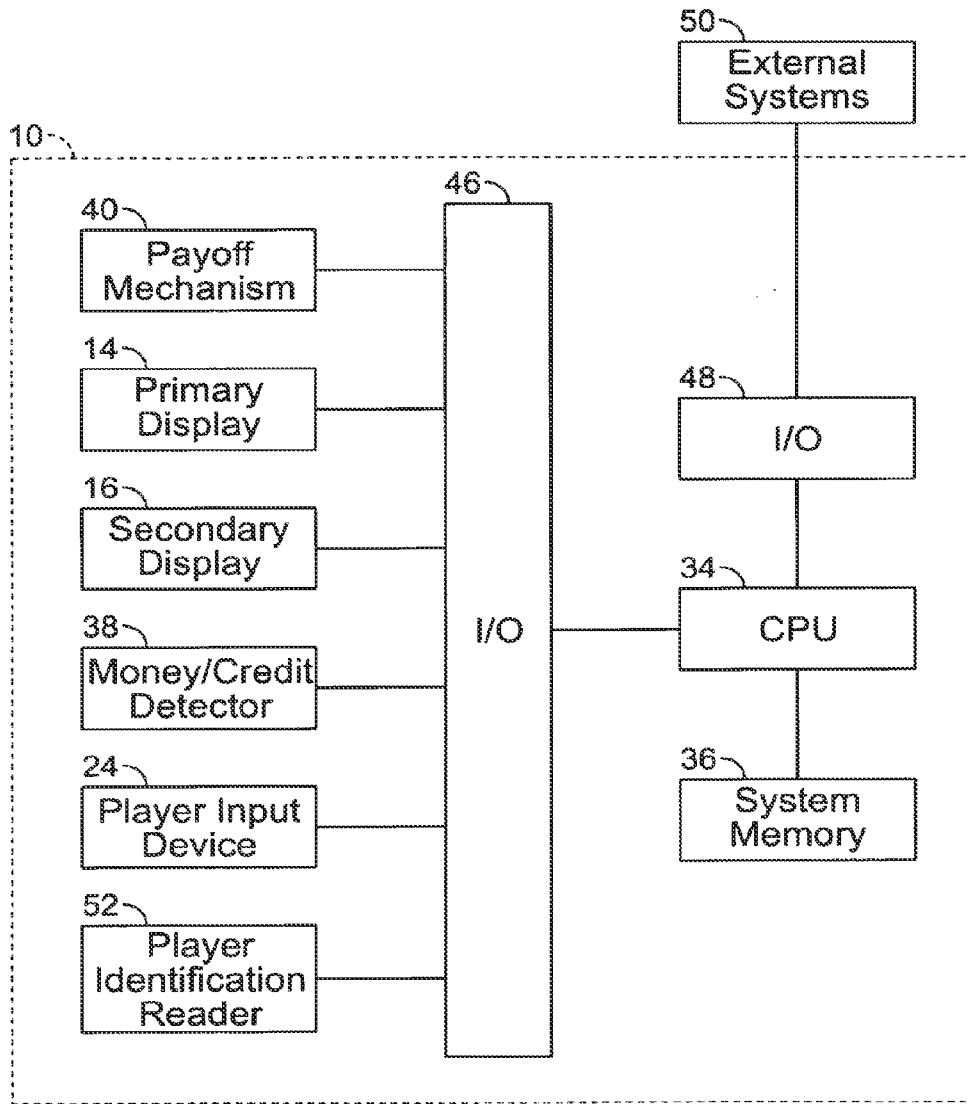 50
External
Systems
10
40
Payoff
Mechanism
46
14
Primary
Display
48
I/O
16
Secondary
Display
34
CPU
I/O
38
Money/Credit
Detector
24
Player Input
Device
36
System
Memory
52
Player
Identification
Reader